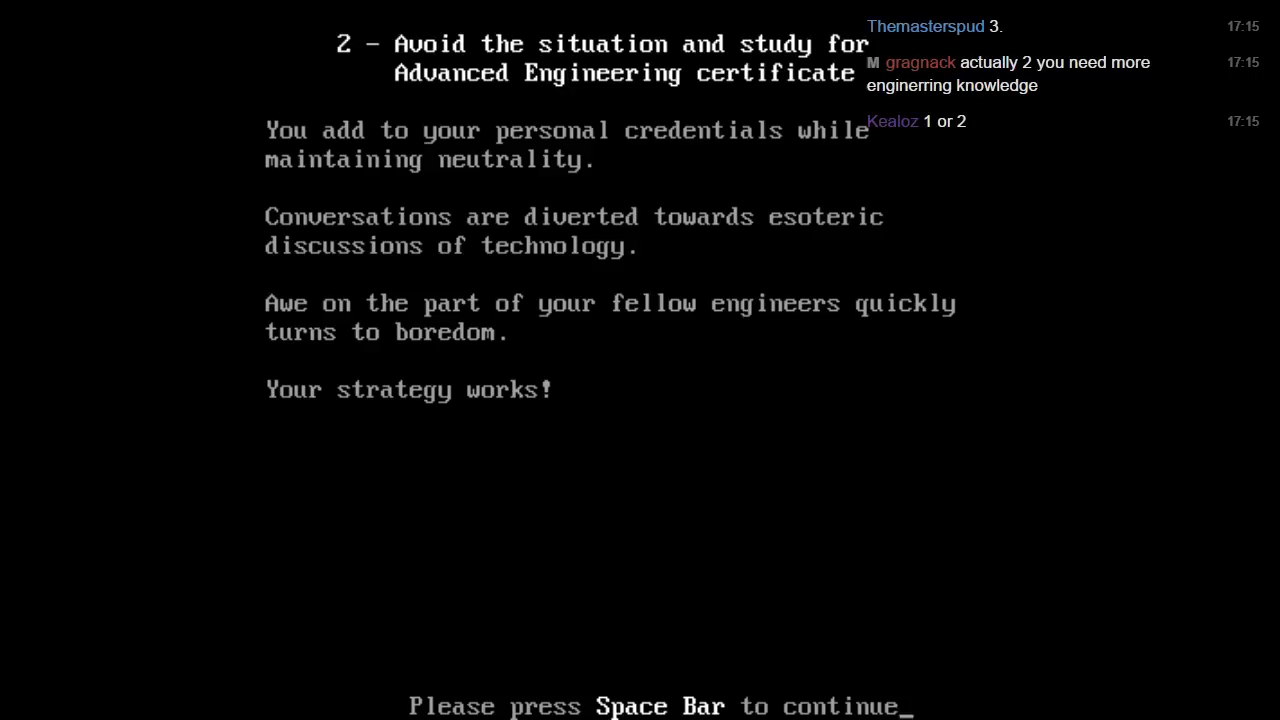 2 - Avoid the situation and study for
Advanced Engineering certificate
You add to your personal credentials while
maintaining neutrality.
Conversations are diverted towards esoteric
discussions of technology.
Awe on the part of your fellow engineers quickly
turns to boredom.
Your strategy works!
Please press Space Bar to continue_
Themasterspud 3. 17:15
M gragnack actually 2 you need more 17:15
enginerring knowledge
Kealoz 1 or 2 17:15